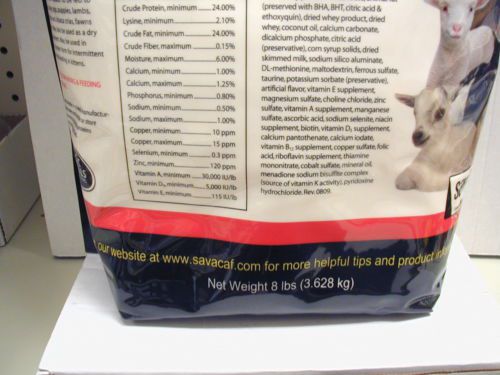 Crude Protein, minimum 24.00%
Lysine, minimum 2.10%
Crude Fat, minimum 24.00%
Crude Fiber, maximum 0.15%
Moisture, maximum 6.00%
Calcium, minimum 1.00%
Calcium, maximum 1.25%
Phosphorus, minimum 0.80%
Sodium, minimum 0.50%
Sodium, maximum 1.00%
Copper, minimum 10 ppm
Copper, maximum 15 ppm
Selenium, minimum 0.3 ppm
Zinc, minimum 120 ppm
Vitamin A, minimum 30,000 IU/lb
Vitamin D3, minimum 5,000 IU/lb
Vitamin E, minimum 115 IU/lb
(preserved with BHA, BHT, citric acid &
ethoxyquin), dried whey product, dried
whey, coconut oil, calcium carbonate,
dicalcium phosphate, citric acid
(preservative), corn syrup solids, dried
skimmed milk, sodium silico aluminate,
DL-methionine, maltodextrin, ferrous sulfate,
taurine, potassium sorbate (preservative),
artificial flavor, vitamin E supplement,
magnesium sulfate, choline chloride, zinc
sulfate, vitamin A supplement, manganese
sulfate, ascorbic acid, sodium selenite, niacin
supplement, biotin, vitamin D3 supplement,
calcium pantothenate, calcium iodate,
vitamin B12 supplement, copper sulfate, folic
acid, riboflavin supplement, thiamine
mononitrate, cobalt sulfate, mineral oil,
menadione sodium bisulfite complex
(source of vitamin K activity), pyridoxine
hydrochloride. Rev. 0809.
our website at www.savacaf.com for more helpful tips and product
Net Weight 8 lbs (3.628 kg)